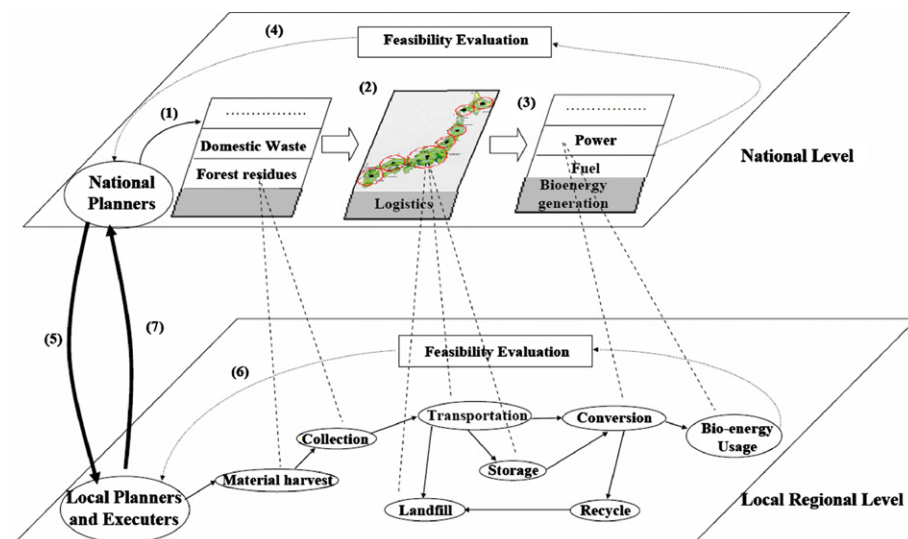 (4)
Feasibility Evaluation
(1)
(2)
(3)
....................
Domestic Waste
Forest residues
Logistics
....................
Power
Fuel
Bioenergy
generation
National Level
National
Planners
(5)
(7)
(6)
Feasibility Evaluation
Transportation
Conversion
Bio-energy
Usage
Collection
Storage
Material harvest
Landfill
Recycle
Local Planners
and Executers
Local Regional Level